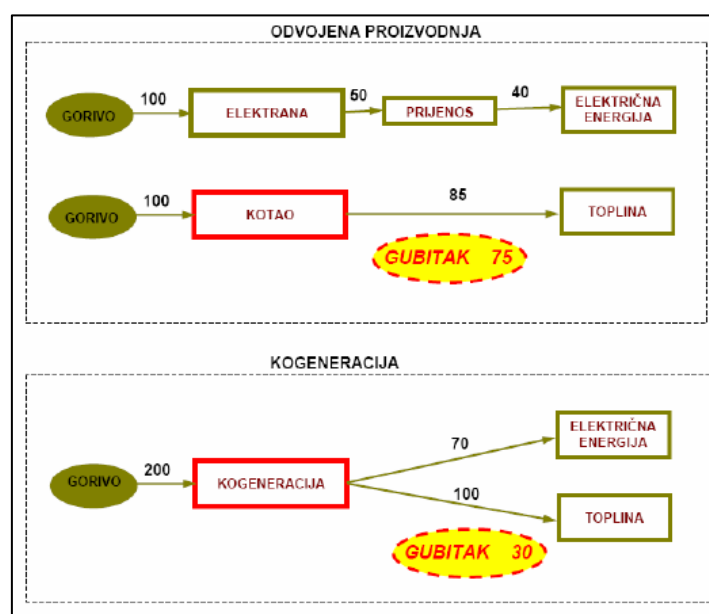 ODVOJENA PROIZVODNJA
100
50
40
GORIVO
ELEKTRANA
PRIJENOS
ELEKTRIČNA
ENERGIJA
100
85
GORIVO
KOTAO
TOPLINA
GUBITAK 75
KOGENERACIJA
ELEKTRIČNA
ENERGIJA
70
200
GORIVO
KOGENERACIJA
100
TOPLINA
GUBITAK 30